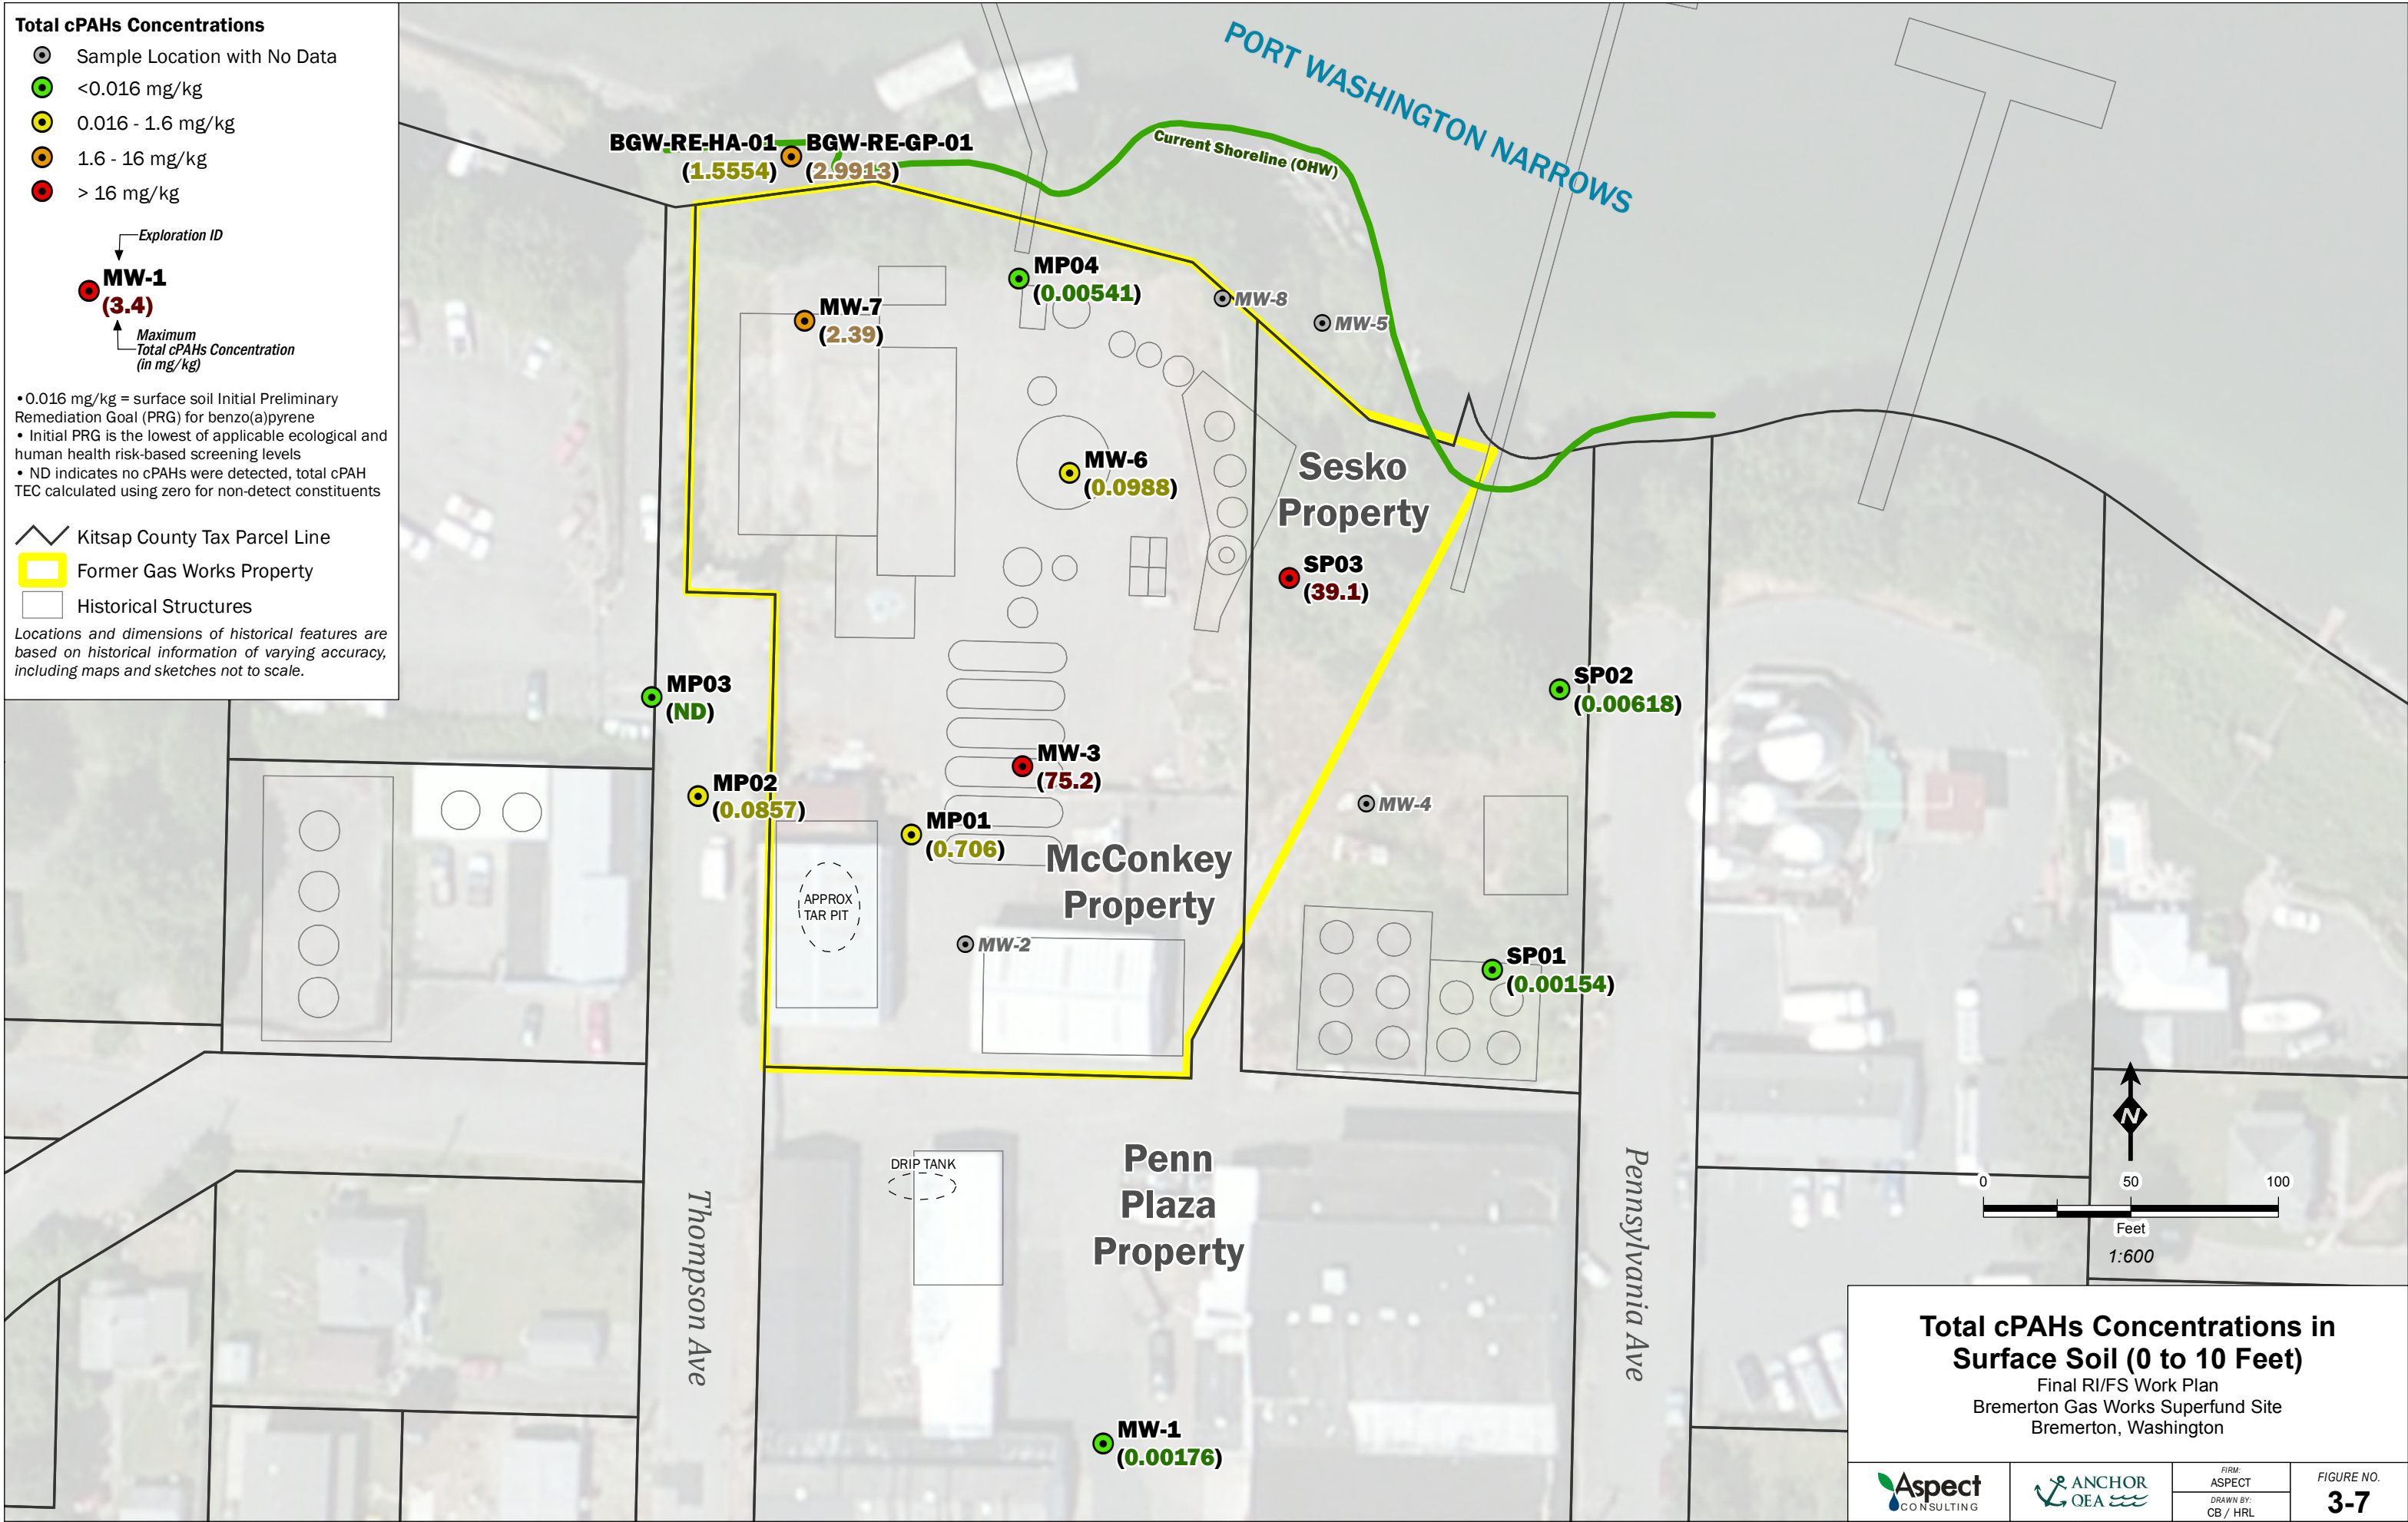 Total cPAHs Concentrations
Sample Location with No Data
<0.016 mg/kg
0.016 - 1.6 mg/kg
1.6 - 16 mg/kg
> 16 mg/kg
Exploration ID
MW-1
(3.4)
Maximum
Total cPAHs Concentration
(in mg/kg)
•0.016 mg/kg = surface soil Initial Preliminary
Remediation Goal (PRG) for benzo(a)pyrene
• Initial PRG is the lowest of applicable ecological and
human health risk-based screening levels
• ND indicates no cPAHs were detected, total cPAH
TEC calculated using zero for non-detect constituents
Kitsap County Tax Parcel Line
Former Gas Works Property
Historical Structures
Locations and dimensions of historical features are
based on historical information of varying accuracy,
including maps and sketches not to scale.
PORT WASHINGTON NARROWS
Current Shoreline (OHW)
BGW-RE-HA-01
(1.5554)
BGW-RE-GP-01
(2.9913)
MP04
(0.00541)
MW-8
MW-5
MW-7
(2.39)
MW-6
(0.0988)
Sesko
Property
SP03
(39.1)
MP03
(ND)
SP02
(0.00618)
MW-3
(75.2)
MP02
(0.0857)
MW-4
MP01
(0.706)
McConkey
Property
APPROX
TAR PIT
MW-2
SP01
(0.00154)
DRIP TANK
Penn
Plaza
Property
Thompson Ave
Pennsylvania Ave
MW-1
(0.00176)
N
0 50 100
Feet
1:600
Total cPAHs Concentrations in
Surface Soil (0 to 10 Feet)
Final RI/FS Work Plan
Bremerton Gas Works Superfund Site
Bremerton, Washington
Aspect
CONSULTING
ANCHOR
QEA
FIRM:
ASPECT
DRAWN BY:
CB / HRL
FIGURE NO.
3-7